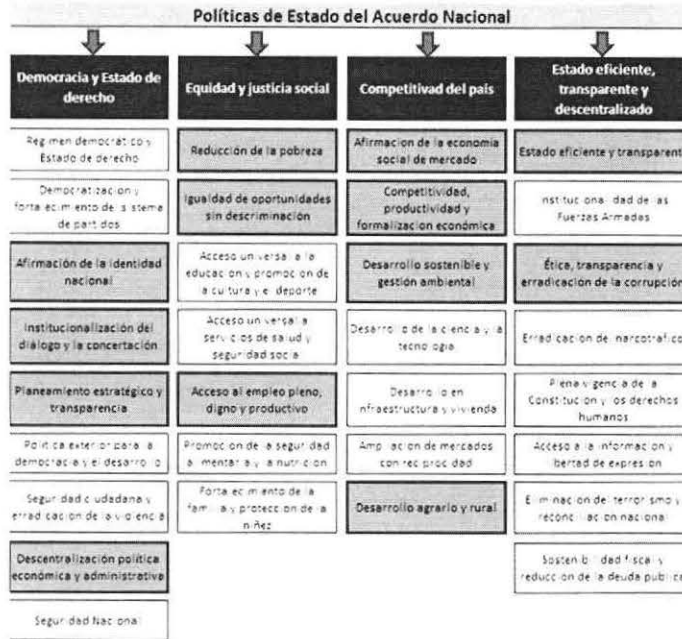 Políticas de Estado del Acuerdo Nacional
Democracia y Estado de
derecho
Régimen democrático y
Estado de derecho
Democratización y
fortalecimiento del sistema
de partidos
Afirmación de la identidad
nacional
Institucionalización del
diálogo y la concertación
Planeamiento estratégico y
transparencia
Política exterior para la
democracia y el desarrollo
Seguridad ciudadana y
erradicación de la violencia
Descentralización política
económica y administrativa
Seguridad Nacional
Equidad y justicia social
Reducción de la pobreza
Igualdad de oportunidades
sin descriminación
Acceso universal a la
educación y promoción de
la cultura y el deporte
Acceso universal a
servicios de salud y
seguridad social
Acceso al empleo pleno,
digno y productivo
Promoción de la seguridad
alimentaria y la nutrición
Fortalecimiento de la
familia y protección de la
niñez
Competitivad del país
Afirmacion de la economía
social de mercado
Competitividad,
productividad y
formalización económica
Desarrollo sostenible y
gestión ambiental
Desarrollo de la ciencia y la
tecnología
Desarrollo en
infraestructura y vivienda
Ampliación de mercados
con reciprocidad
Desarrollo agrario y rural
Estado eficiente,
transparente y
descentralizado
Estado eficiente y transparent
Institucionalidad de las
Fuerzas Armadas
Ética, transparencia y
erradicación de la corrupción
Erradicación del narcotráfico
Plena vigencia de la
Constitución y los derechos
humanos
Acceso a la información y
libertad de expresión
Eliminación del terrorismo y
reconciliación nacional
Sostenibilidad fiscal y
reducción de la deuda públic